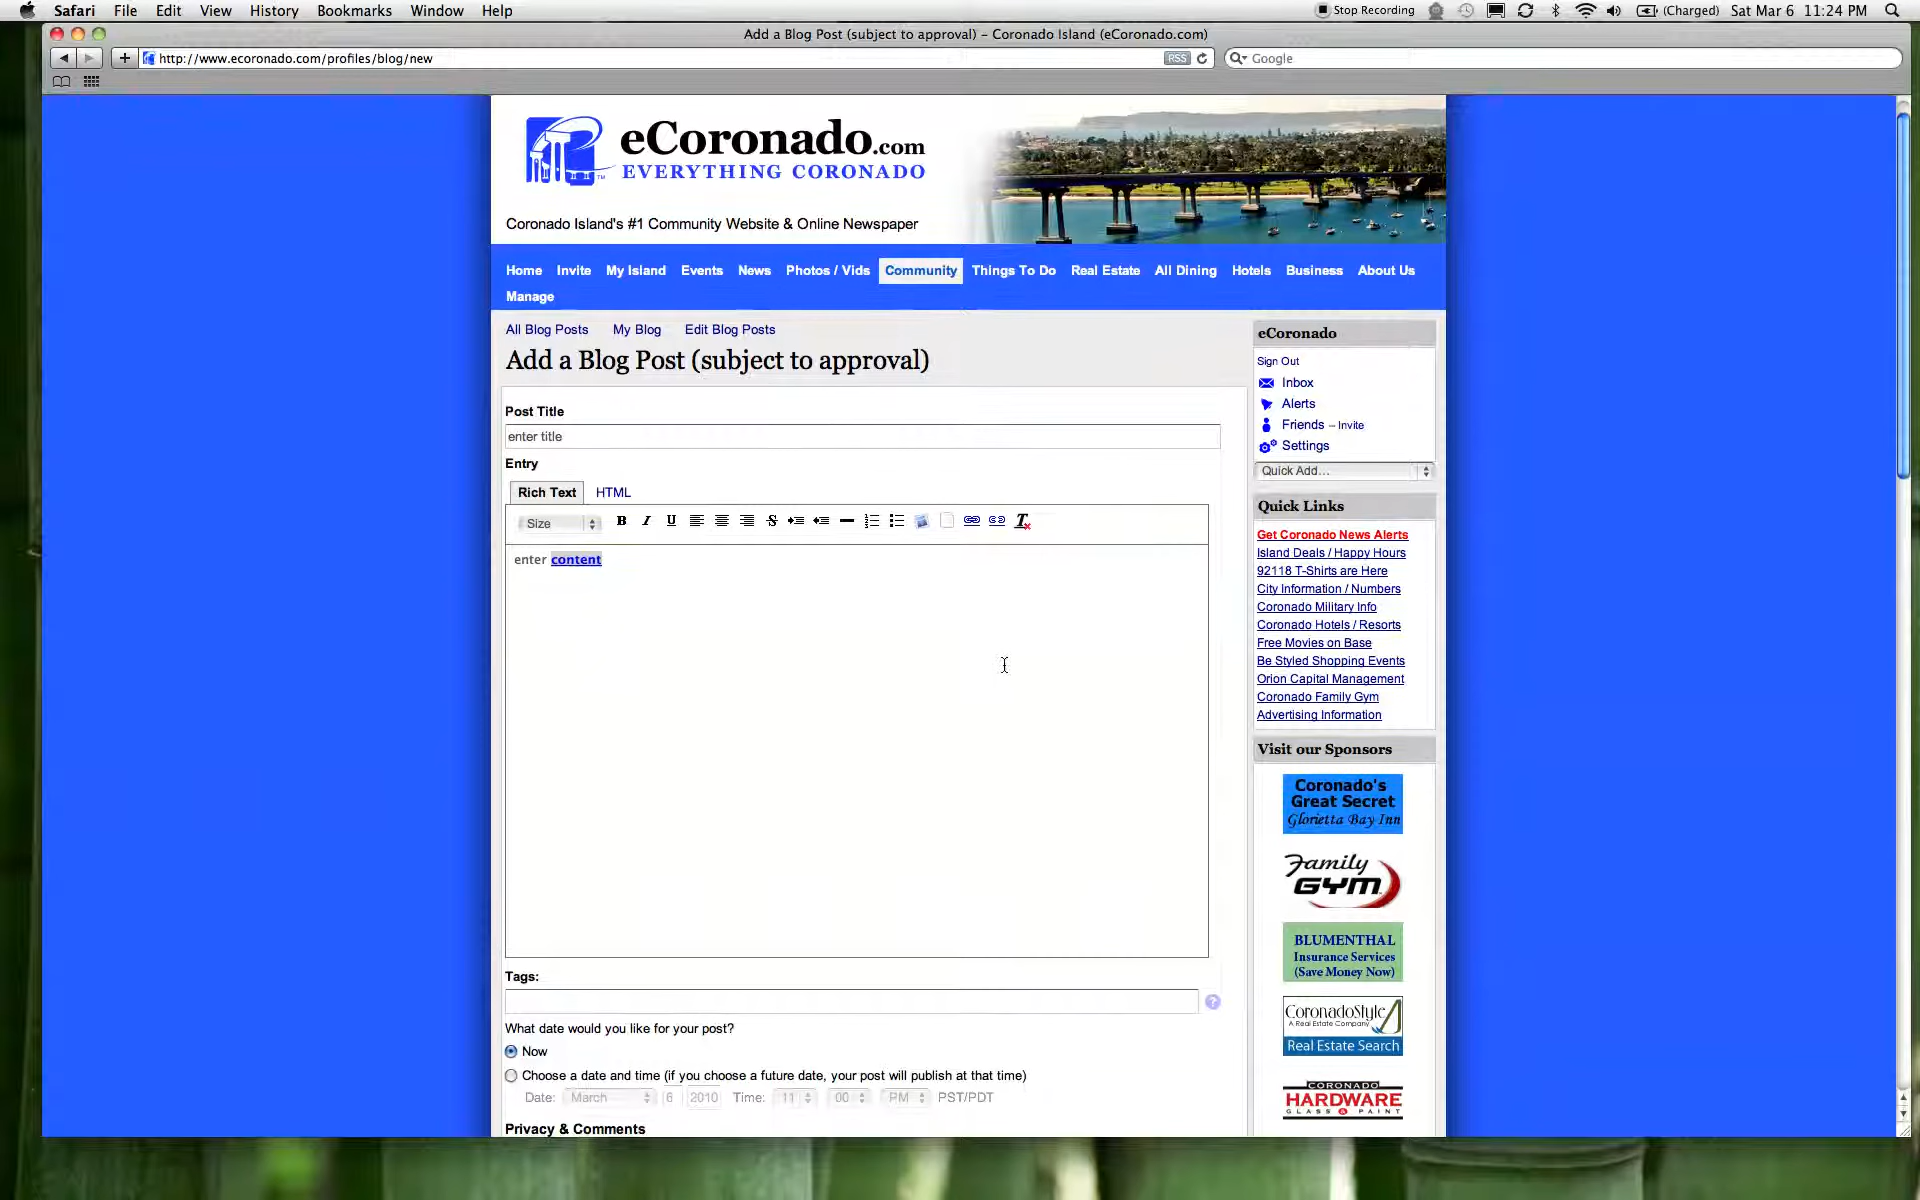 Safari File Edit View History Bookmarks Window Help Stop Recording (Charged) Sat Mar 6 11:24 PM
Add a Blog Post (subject to approval) – Coronado Island (eCoronado.com)
http://www.ecoronado.com/profiles/blog/new RSS Google
eCoronado.com
EVERYTHING CORONADO
TM
Coronado Island's #1 Community Website & Online Newspaper
Home Invite My Island Events News Photos / Vids Community Things To Do Real Estate All Dining Hotels Business About Us
Manage
All Blog Posts My Blog Edit Blog Posts
Add a Blog Post (subject to approval)
Post Title
enter title
Entry
Rich Text HTML
Size B I U S T
enter content
Tags:
?
What date would you like for your post?
Now
Choose a date and time (if you choose a future date, your post will publish at that time)
Date: March 6 2010 Time: 11 00 PM PST/PDT
Privacy & Comments
eCoronado
Sign Out
Inbox
Alerts
Friends – Invite
Settings
Quick Add...
Quick Links
Get Coronado News Alerts
Island Deals / Happy Hours
92118 T-Shirts are Here
City Information / Numbers
Coronado Military Info
Coronado Hotels / Resorts
Free Movies on Base
Be Styled Shopping Events
Orion Capital Management
Coronado Family Gym
Advertising Information
Visit our Sponsors
Coronado's
Great Secret
Glorietta Bay Inn
Family
GYM
BLUMENTHAL
Insurance Services
(Save Money Now)
CoronadoStyle
A Real Estate Company
Real Estate Search
CORONADO
HARDWARE
GLASS & PAINT